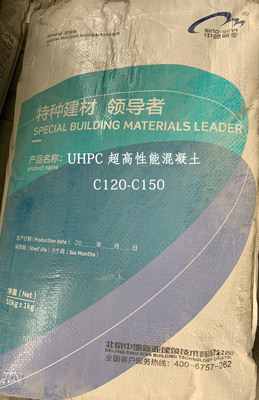 特种建材 领导者
SPECIAL BUILDING MATERIALS LEADER
产品名称: UHPC 超高性能混凝土
product name
C120-C150
生产日期(Production date): 20 年 月 日
保质期(Shelf life): 6个月(Six Months)
净重(Net)
50kg±1kg
全国客户服务热线: 400-6757-262